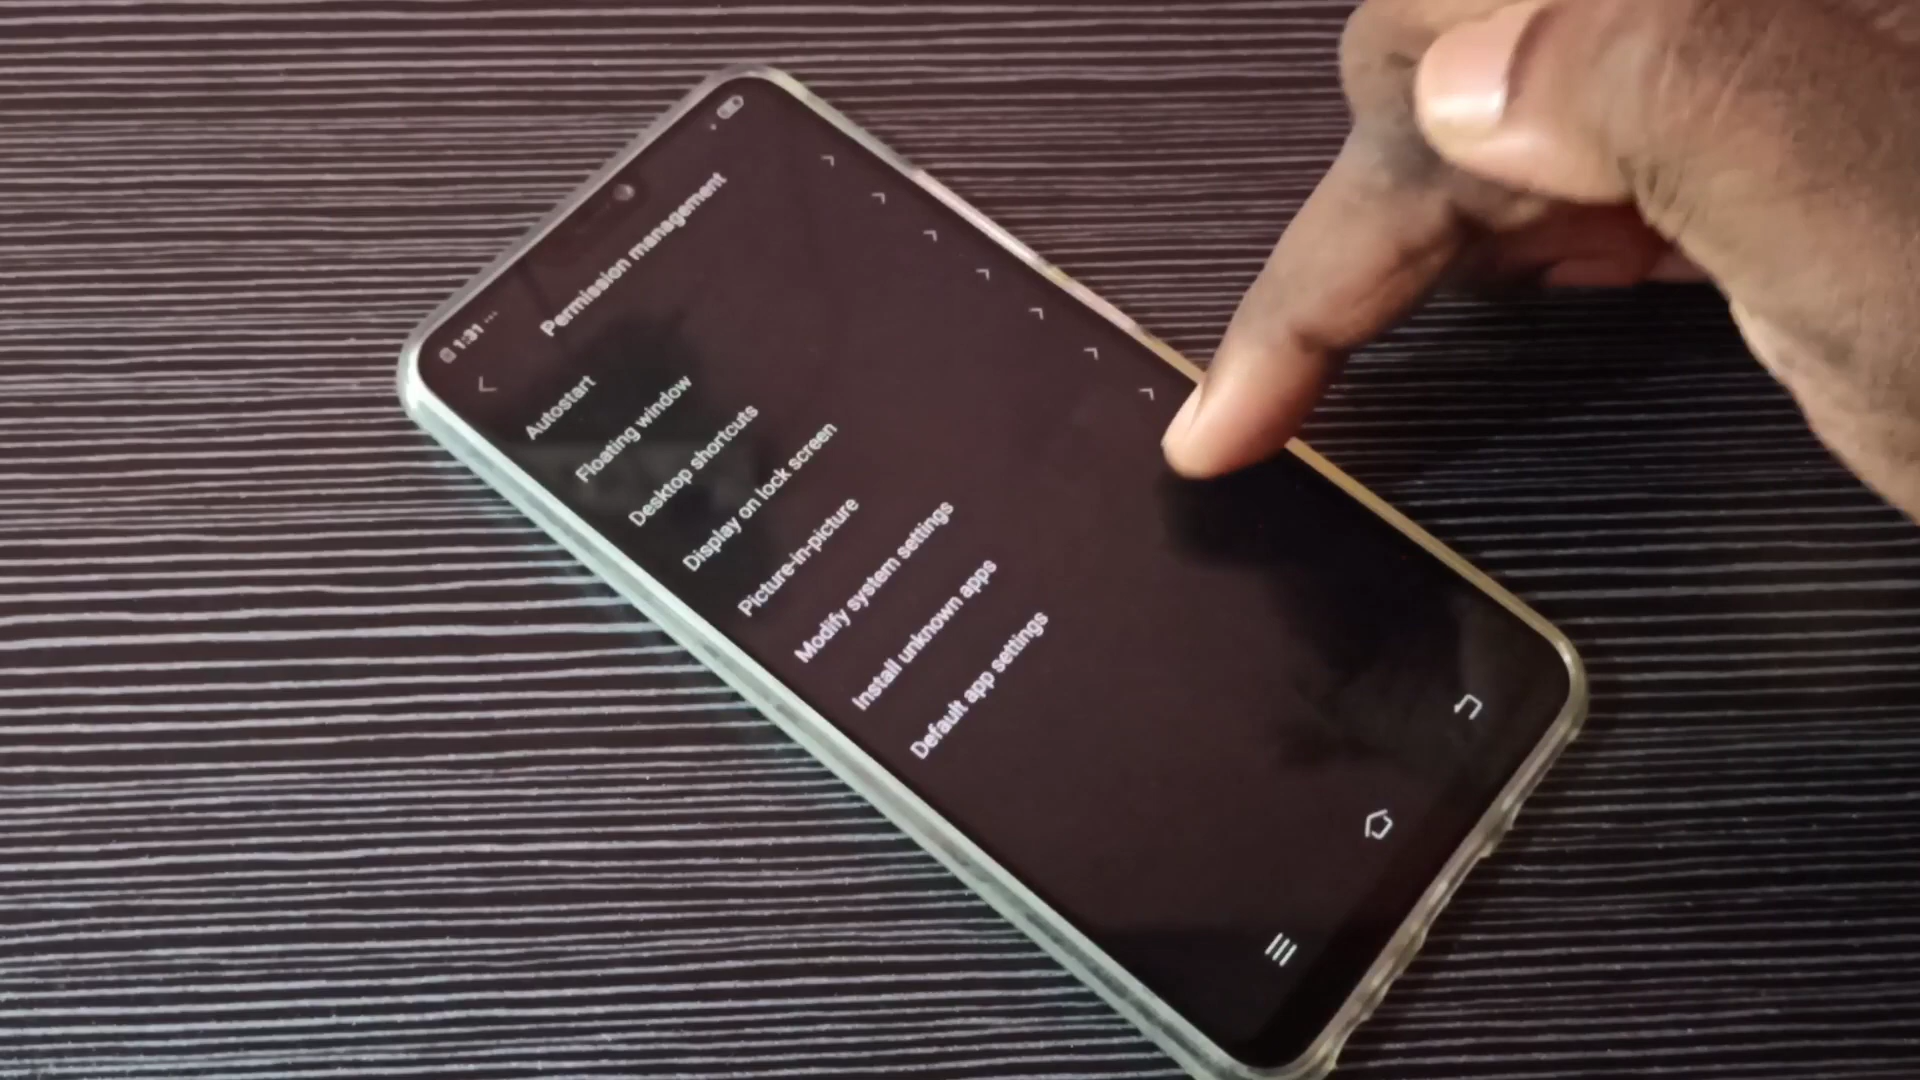 1:31 ...
Permission management
Autostart
Floating window
Desktop shortcuts
Display on lock screen
Picture-in-picture
Modify system settings
Install unknown apps
Default app settings